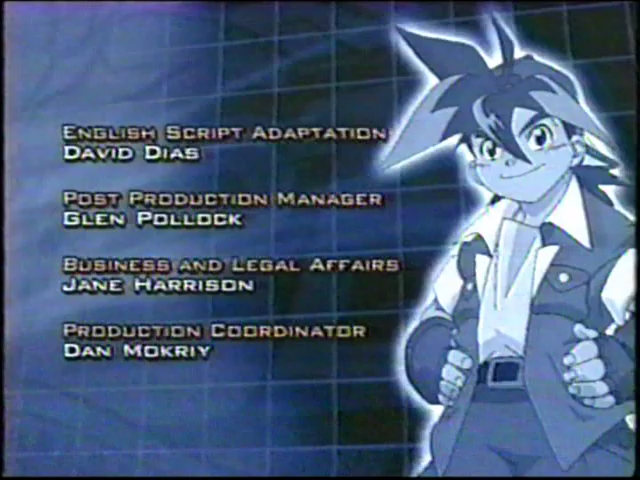 English Script Adaptation
David Dias
Post Production Manager
Glen Pollock
Business and Legal Affairs
Jane Harrison
Production Coordinator
Dan Mokriy